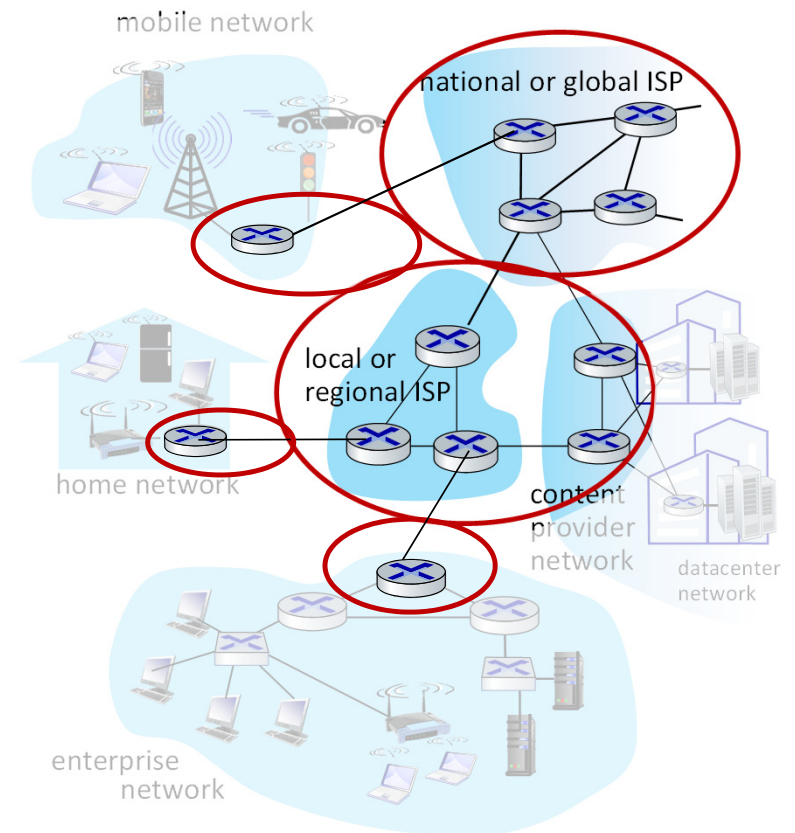 mobile network
national or global ISP
local or
regional ISP
home network
content
provider
network
datacenter
network
enterprise
network